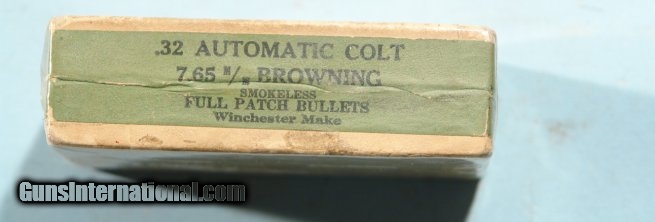 .32 AUTOMATIC COLT
7.65 M/M BROWNING
SMOKELESS
FULL PATCH BULLETS
Winchester Make
GunsInternational.com